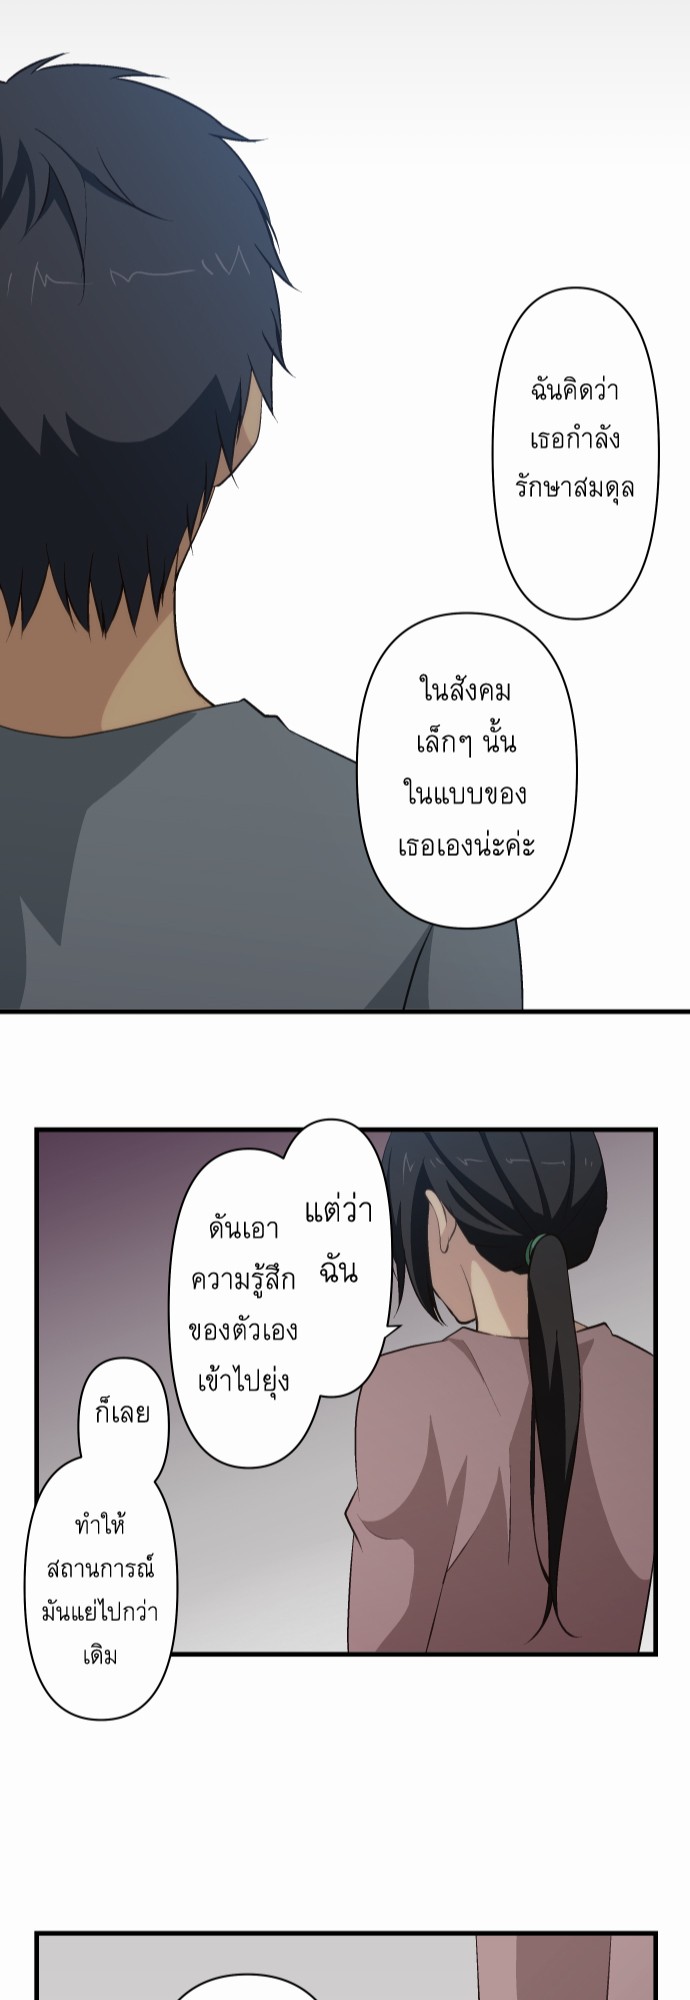 ฉันคิดว่า
เธอกำลัง
รักษาสมดุล
ในสังคม
เล็กๆ นั้น
ในแบบของ
เธอเองน่ะค่ะ
แต่ว่า
ฉัน
ดันเอา
ความรู้สึก
ของตัวเอง
เข้าไปยุ่ง
ก็เลย
ทำให้
สถานการณ์
มันแย่ไปกว่า
เดิม